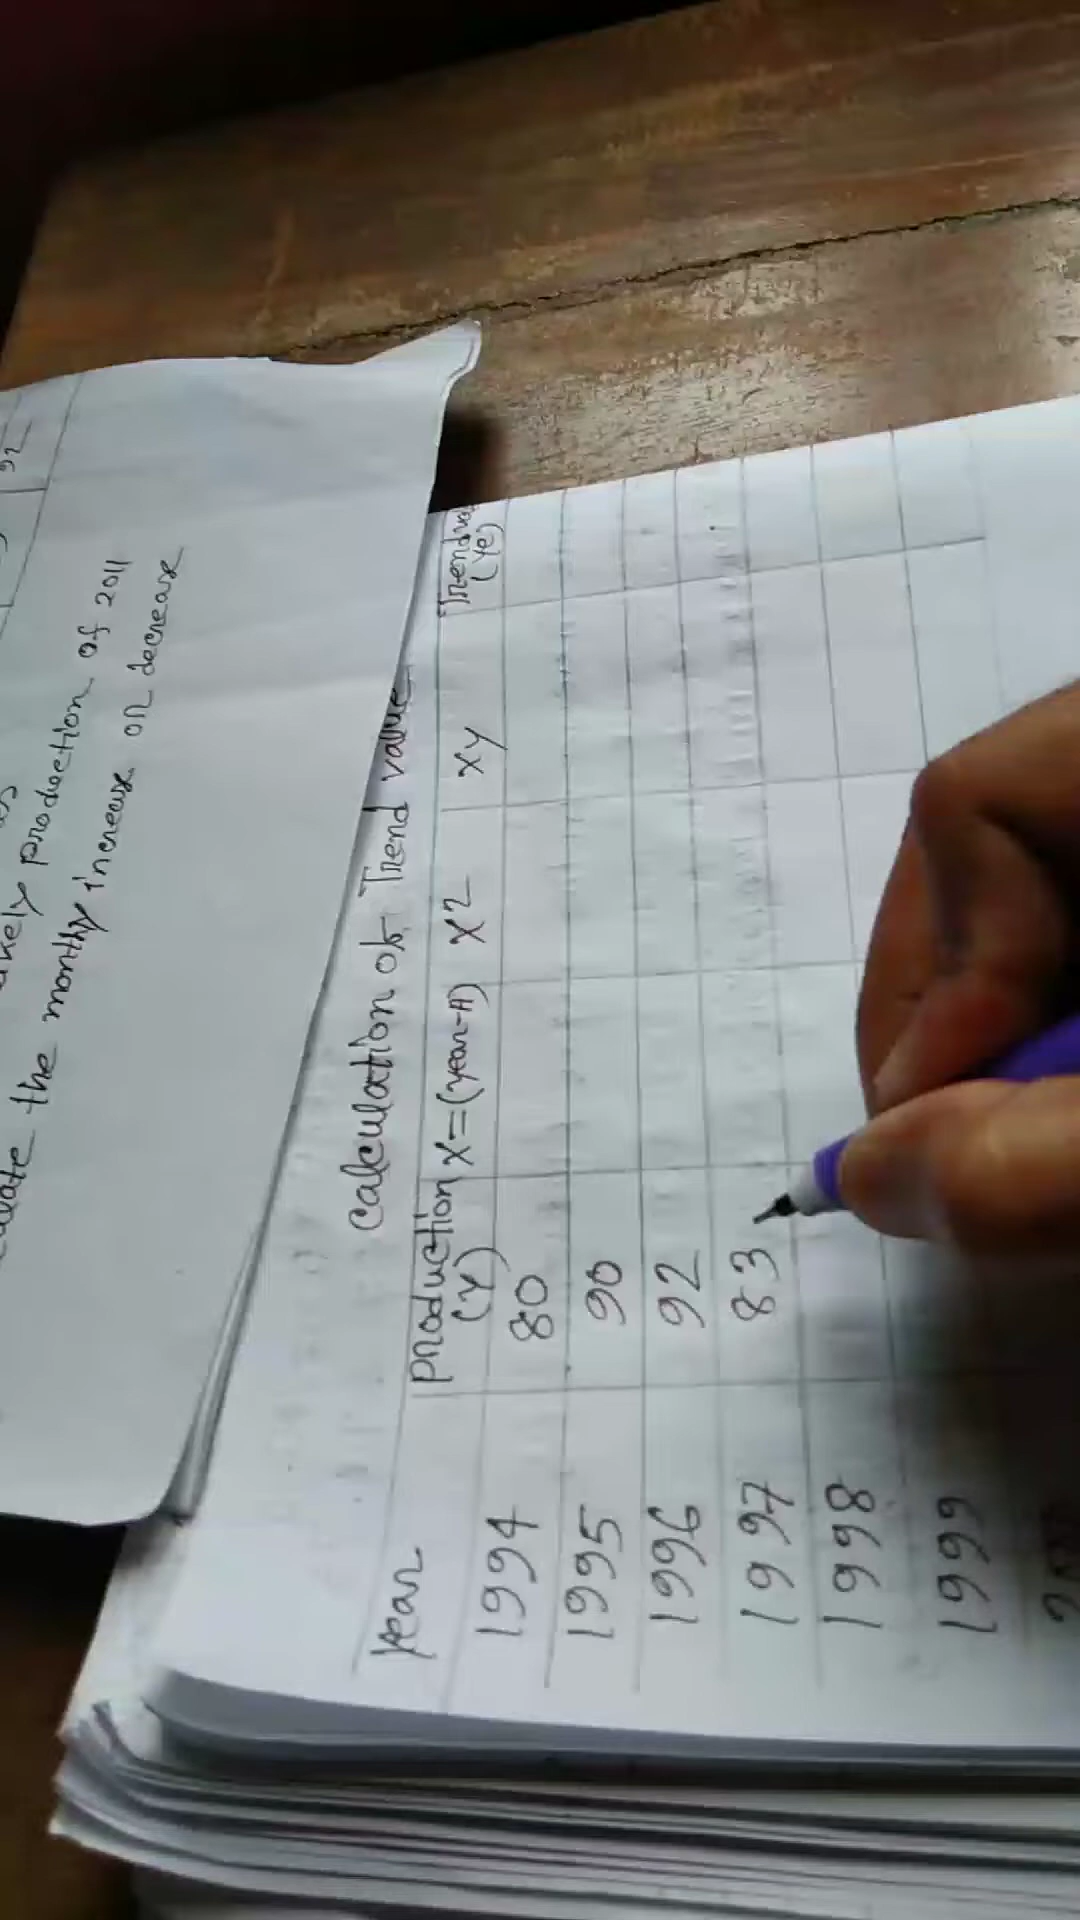 92
likely production of 2011
the monthly increase or decrease
Calculation of Trend value
Year production (Y) X=(year-A) X2 XY Trend (Ye)
1994 80
1995 90
1996 92
1997 83
1998
1999